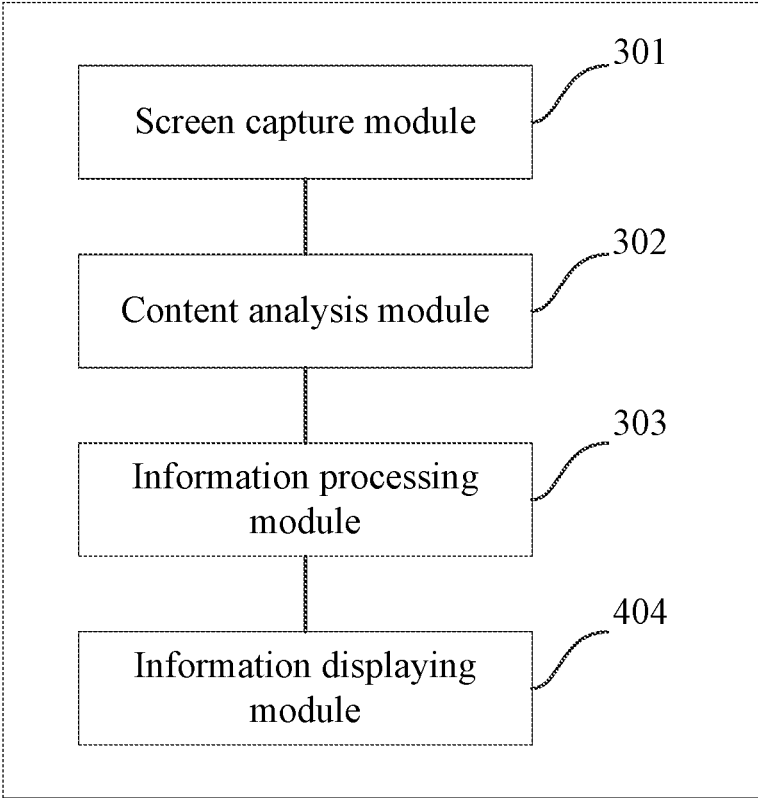 301
Screen capture module
302
Content analysis module
303
Information processing
module
404
Information displaying
module